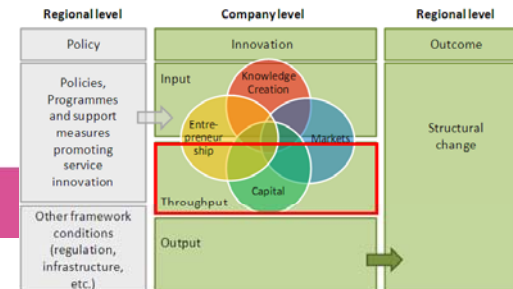 Regional level
Company level
Regional level
Policy
Innovation
Outcome
Policies,
Programmes
and support
measures
promoting
service
innovation
Other framework
conditions
(regulation,
infrastructure,
etc.)
Input
Knowledge
Creation
Entre-
preneur
ship
Markets
Capital
Throughput
Output
Structural
change